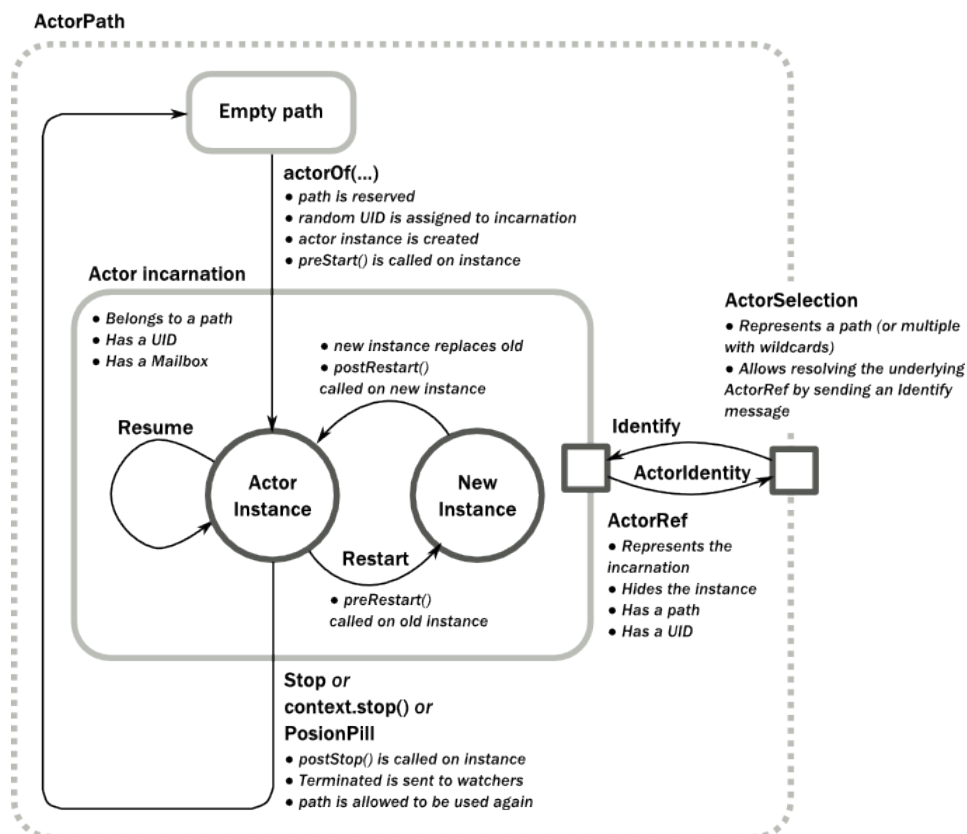 ActorPath
Empty path
actorOf(...)
● path is reserved
● random UID is assigned to incarnation
● actor instance is created
● preStart() is called on instance
Actor incarnation
● Belongs to a path
● Has a UID
● Has a Mailbox
● new instance replaces old
● postRestart()
called on new instance
ActorSelection
● Represents a path (or multiple
with wildcards)
● Allows resolving the underlying
ActorRef by sending an Identify
message
Resume
Identify
Actor
Instance
New
Instance
ActorIdentity
Restart
● preRestart()
called on old instance
ActorRef
● Represents the
incarnation
● Hides the instance
● Has a path
● Has a UID
Stop or
context.stop() or
PosionPill
● postStop() is called on instance
● Terminated is sent to watchers
● path is allowed to be used again